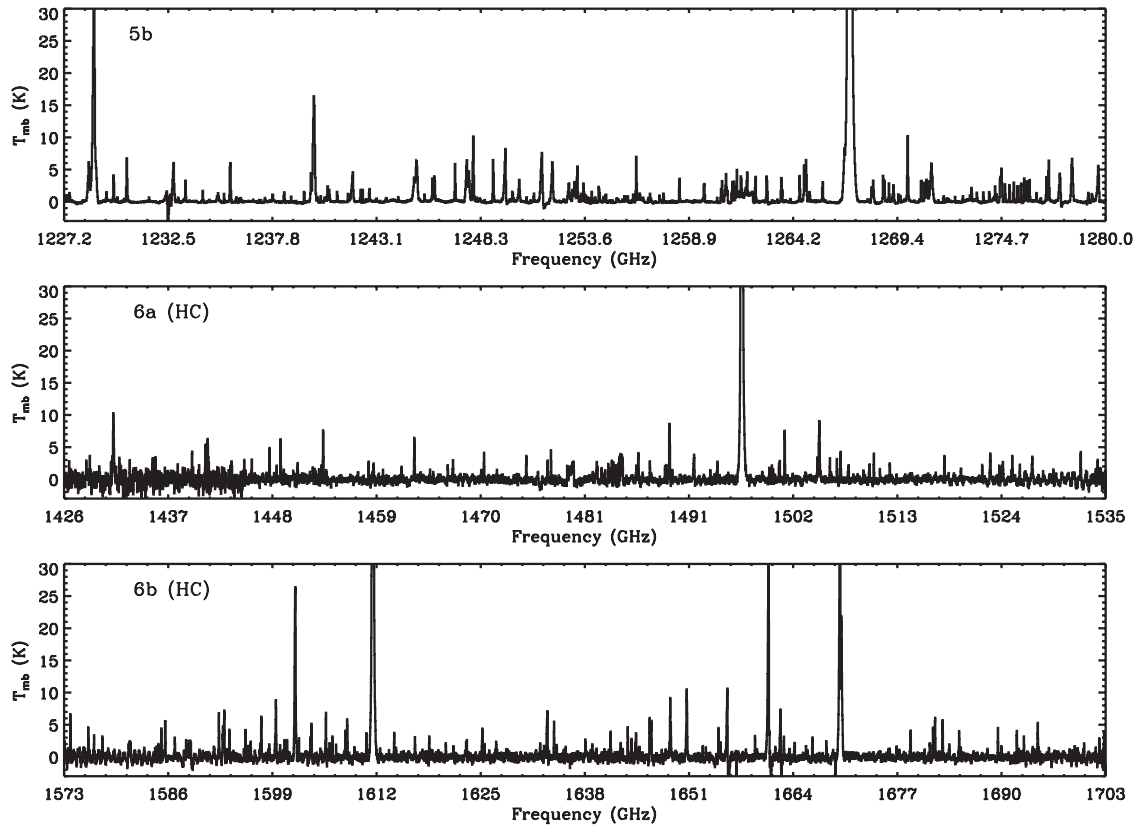 5b
T_mb (K)
30
25
20
15
10
5
0
1227.2 1232.5 1237.8 1243.1 1248.3 1253.6 1258.9 1264.2 1269.4 1274.7 1280.0
Frequency (GHz)
6a (HC)
T_mb (K)
30
25
20
15
10
5
0
1426 1437 1448 1459 1470 1481 1491 1502 1513 1524 1535
Frequency (GHz)
6b (HC)
T_mb (K)
30
25
20
15
10
5
0
1573 1586 1599 1612 1625 1638 1651 1664 1677 1690 1703
Frequency (GHz)